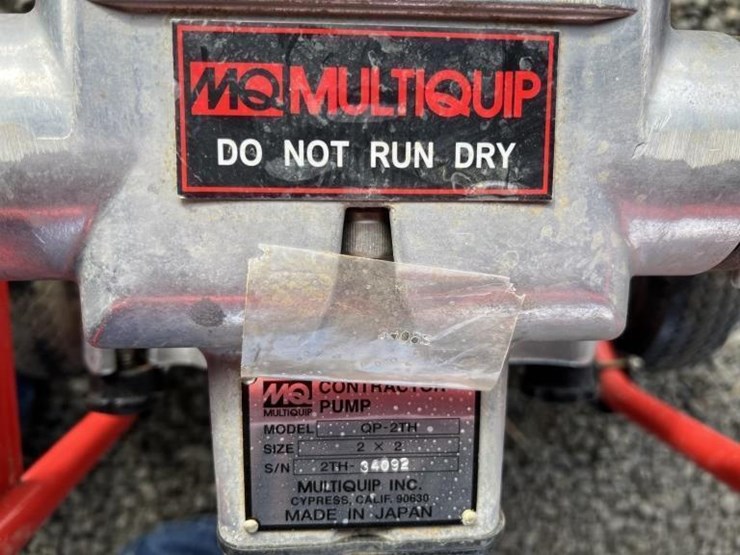 MQ MULTIQUIP
DO NOT RUN DRY
MQ CONTRACTOR
MULTIQUIP PUMP
MODEL QP-2TH
SIZE 2 × 2
S/N 2TH- 34092
MULTIQUIP INC.
CYPRESS, CALIF. 90630
MADE IN JAPAN